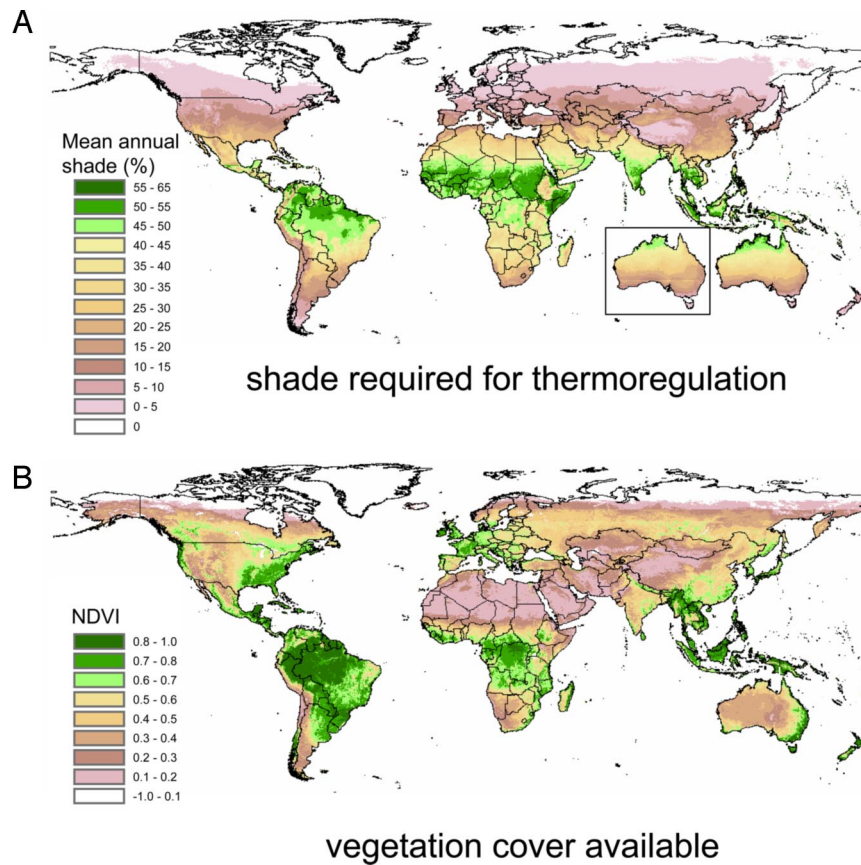 A
Mean annual
shade (%)
55 - 65
50 - 55
45 - 50
40 - 45
35 - 40
30 - 35
25 - 30
20 - 25
15 - 20
10 - 15
5 - 10
0 - 5
0
shade required for thermoregulation
B
NDVI
0.8 - 1.0
0.7 - 0.8
0.6 - 0.7
0.5 - 0.6
0.4 - 0.5
0.3 - 0.4
0.2 - 0.3
0.1 - 0.2
-1.0 - 0.1
vegetation cover available